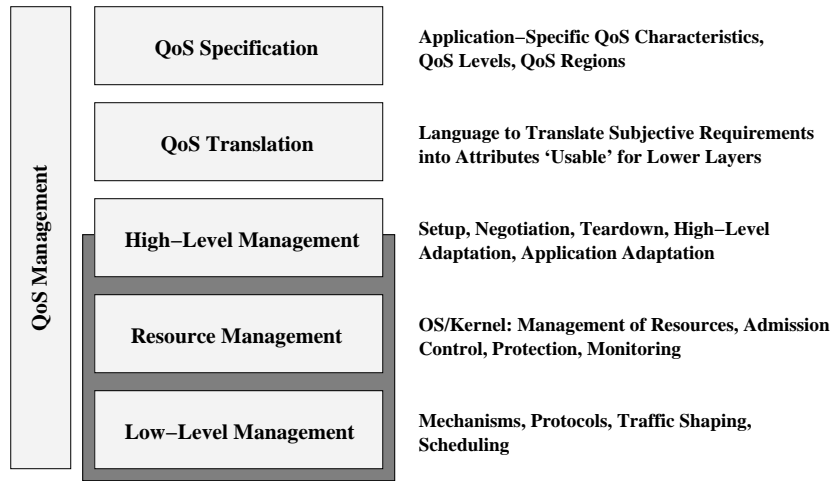 QoS Management
QoS Specification
Application−Specific QoS Characteristics,
QoS Levels, QoS Regions
QoS Translation
Language to Translate Subjective Requirements
into Attributes ‘Usable’ for Lower Layers
High−Level Management
Setup, Negotiation, Teardown, High−Level
Adaptation, Application Adaptation
Resource Management
OS/Kernel: Management of Resources, Admission
Control, Protection, Monitoring
Low−Level Management
Mechanisms, Protocols, Traffic Shaping,
Scheduling